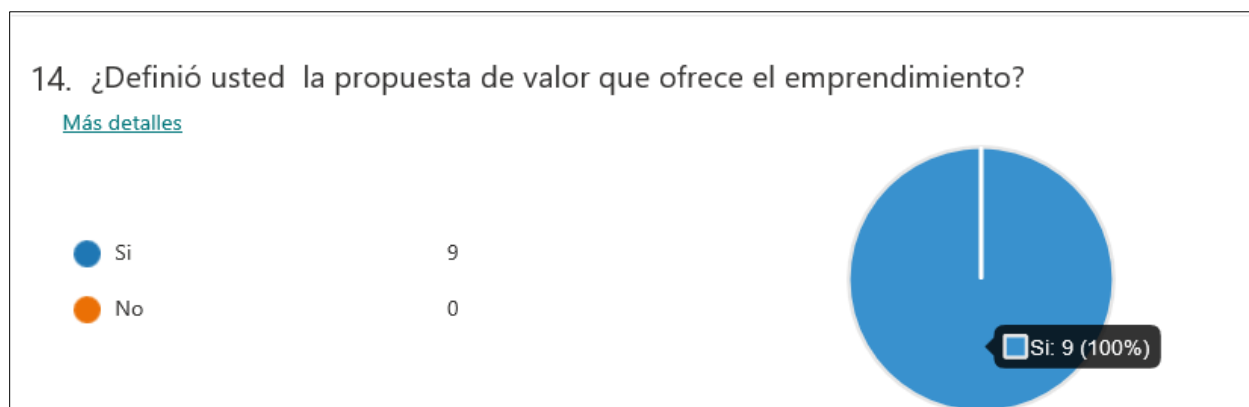 14. ¿Definió usted la propuesta de valor que ofrece el emprendimiento?
Más detalles
Si 9
No 0
Si: 9 (100%)